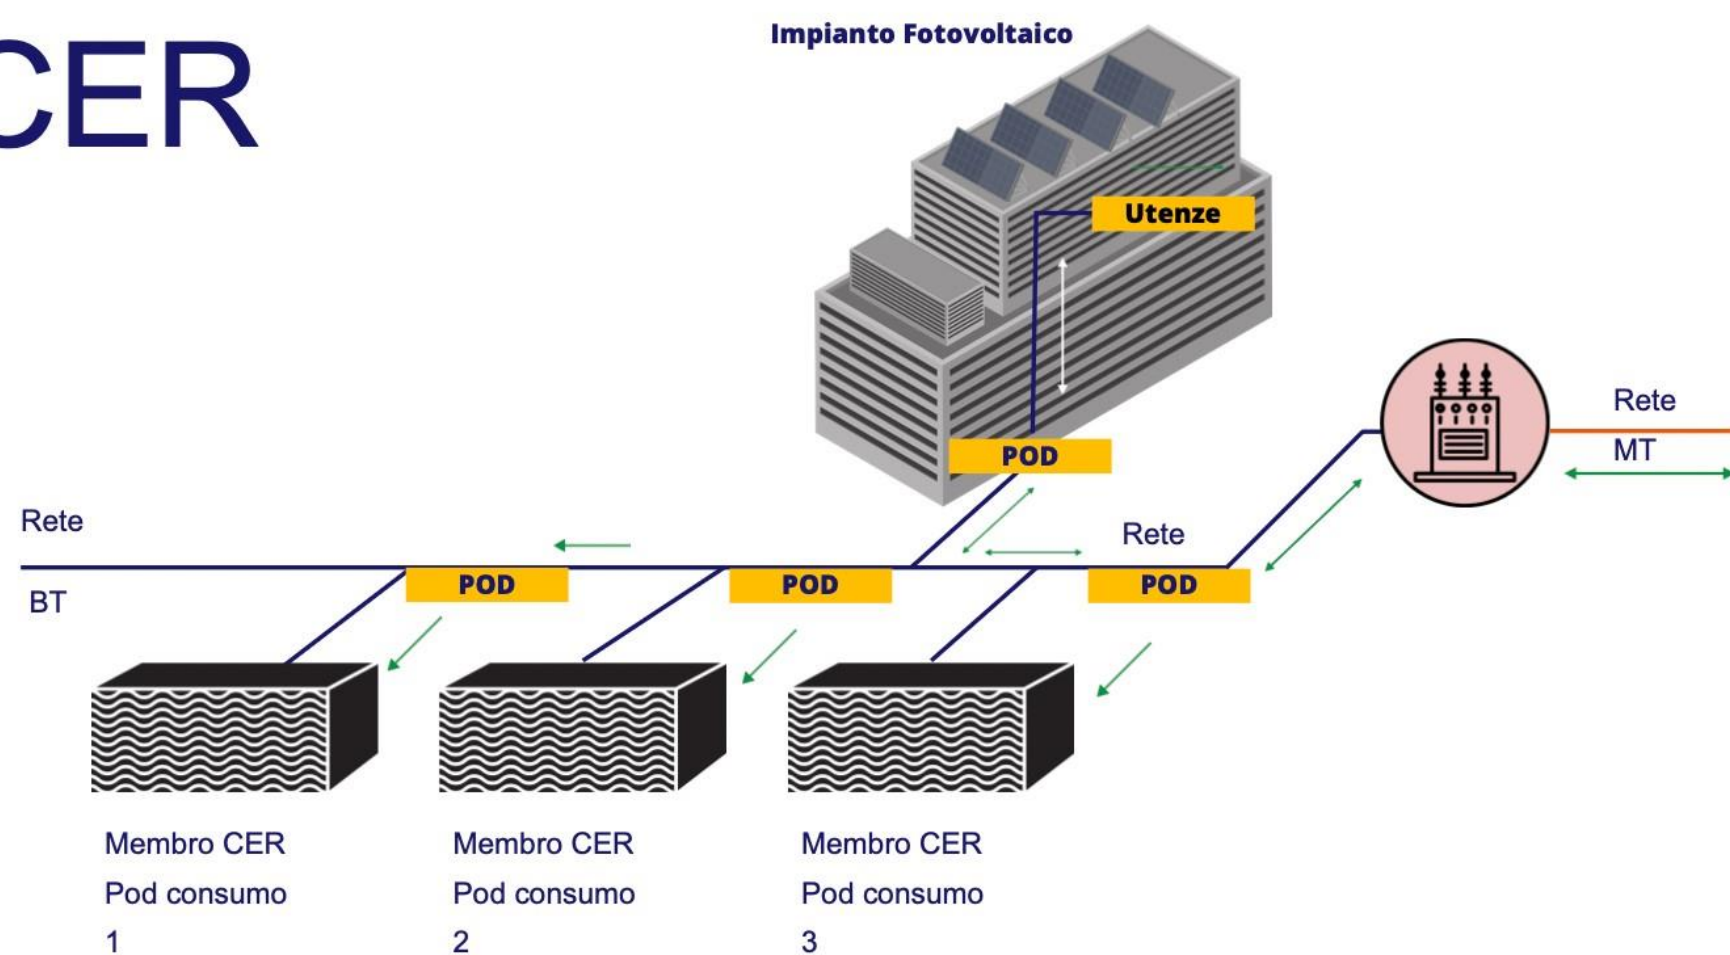 CER
Impianto Fotovoltaico
Utenze
POD
Rete
MT
Rete
BT
Rete
POD
POD
POD
Membro CER
Pod consumo
1
Membro CER
Pod consumo
2
Membro CER
Pod consumo
3